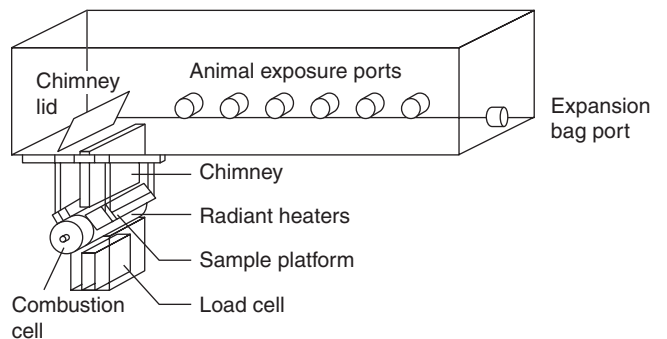 Chimney
lid
Animal exposure ports
Expansion
bag port
Chimney
Radiant heaters
Sample platform
Load cell
Combustion
cell